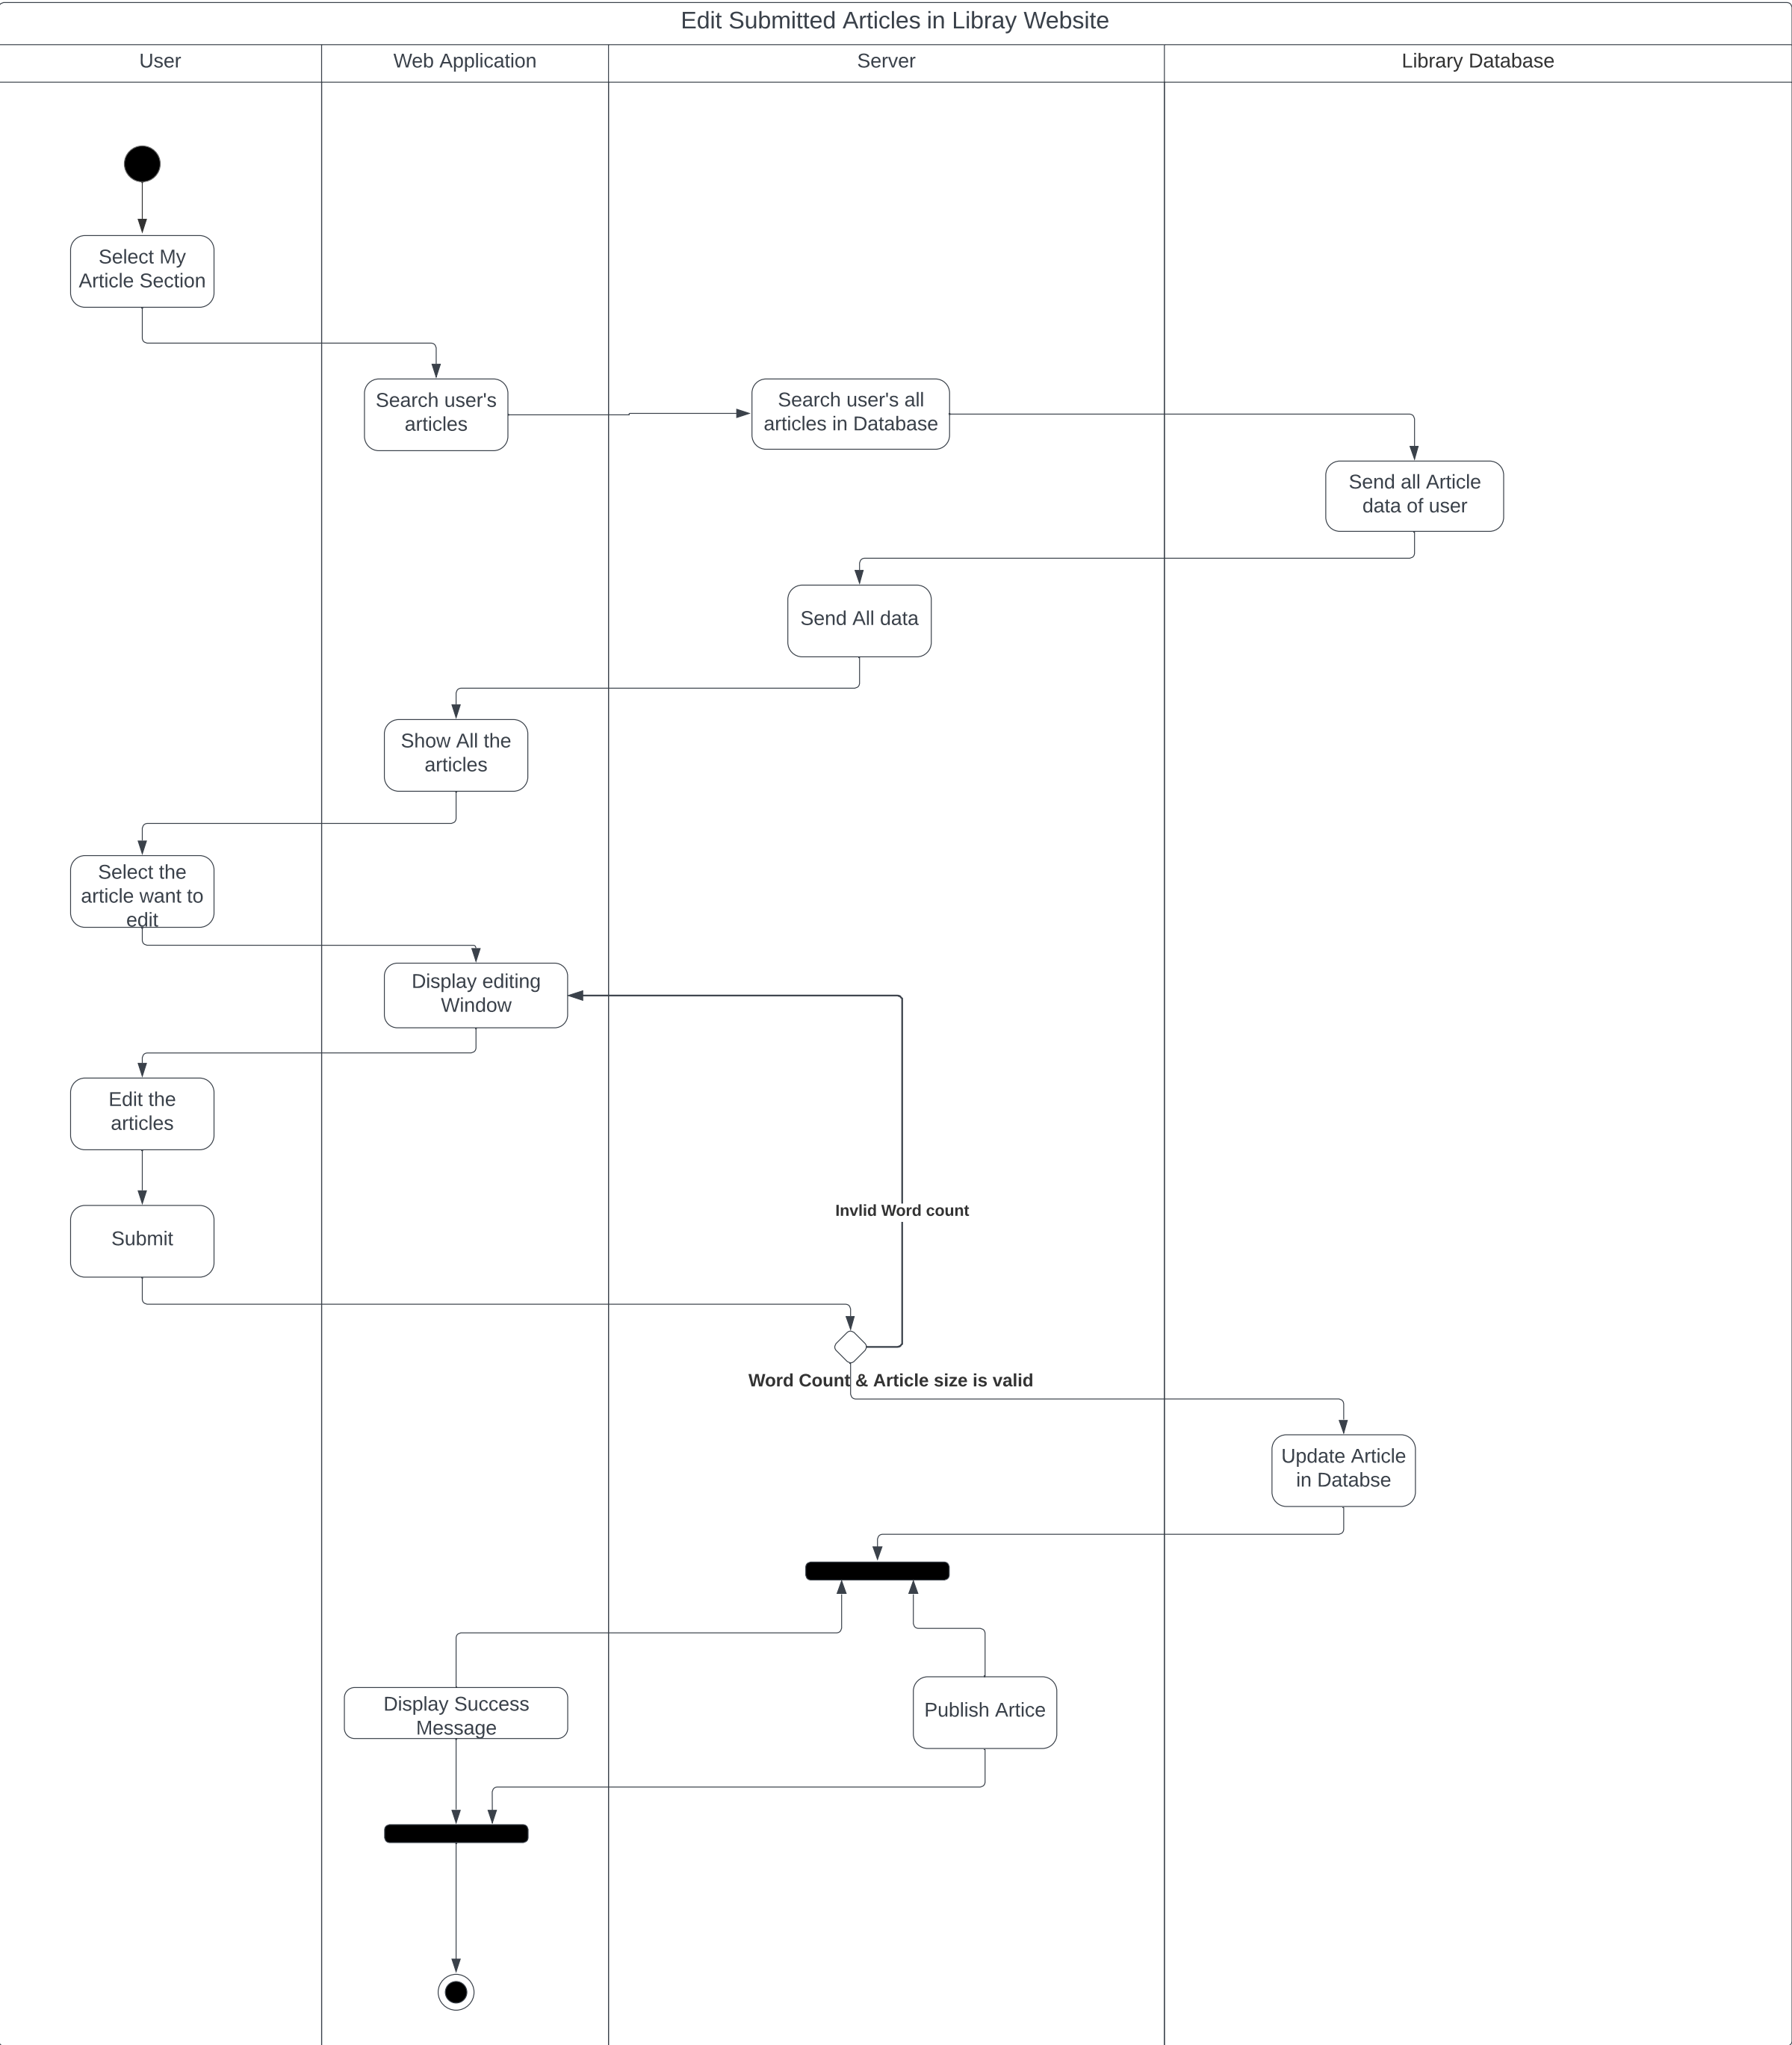 Edit Submitted Articles in Libray Website
User
Web Application
Server
Library Database
Select My
Article Section
Search user's
articles
Search user's all
articles in Database
Send all Article
data of user
Send All data
Show All the
articles
Select the
article want to
edit
Display editing
Window
Edit the
articles
Invlid Word count
Submit
Word Count & Article size is valid
Update Article
in Databse
Display Success
Message
Publish Artice